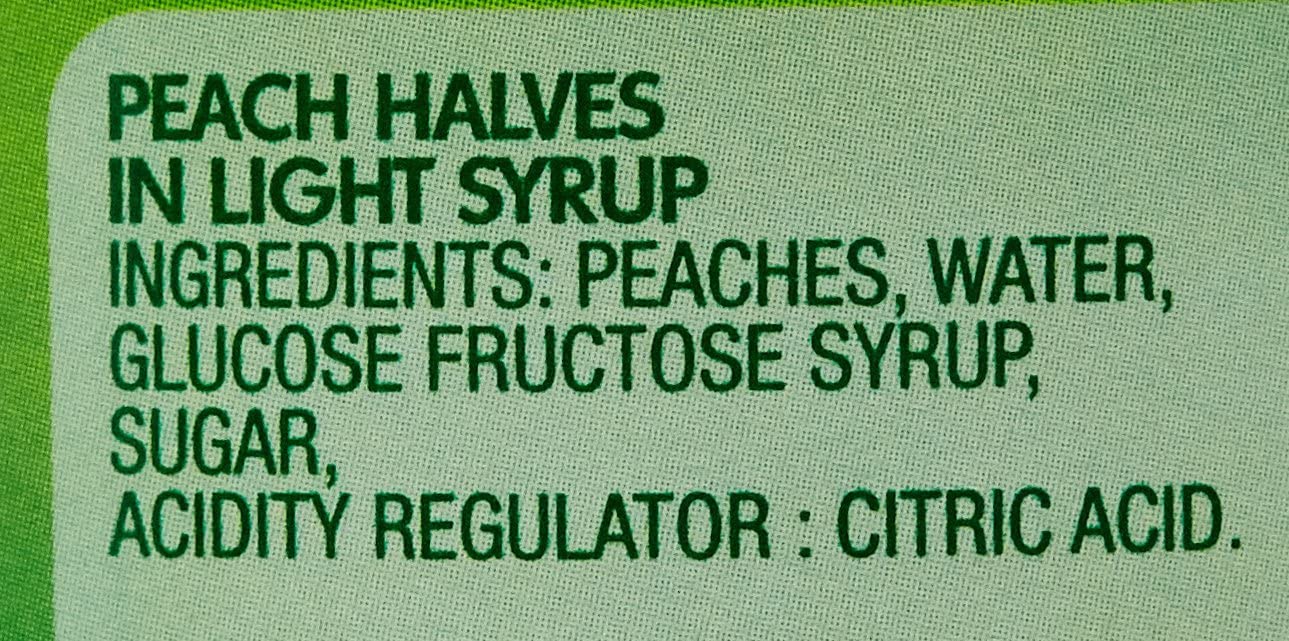 PEACH HALVES
IN LIGHT SYRUP
INGREDIENTS: PEACHES, WATER,
GLUCOSE FRUCTOSE SYRUP,
SUGAR,
ACIDITY REGULATOR : CITRIC ACID.